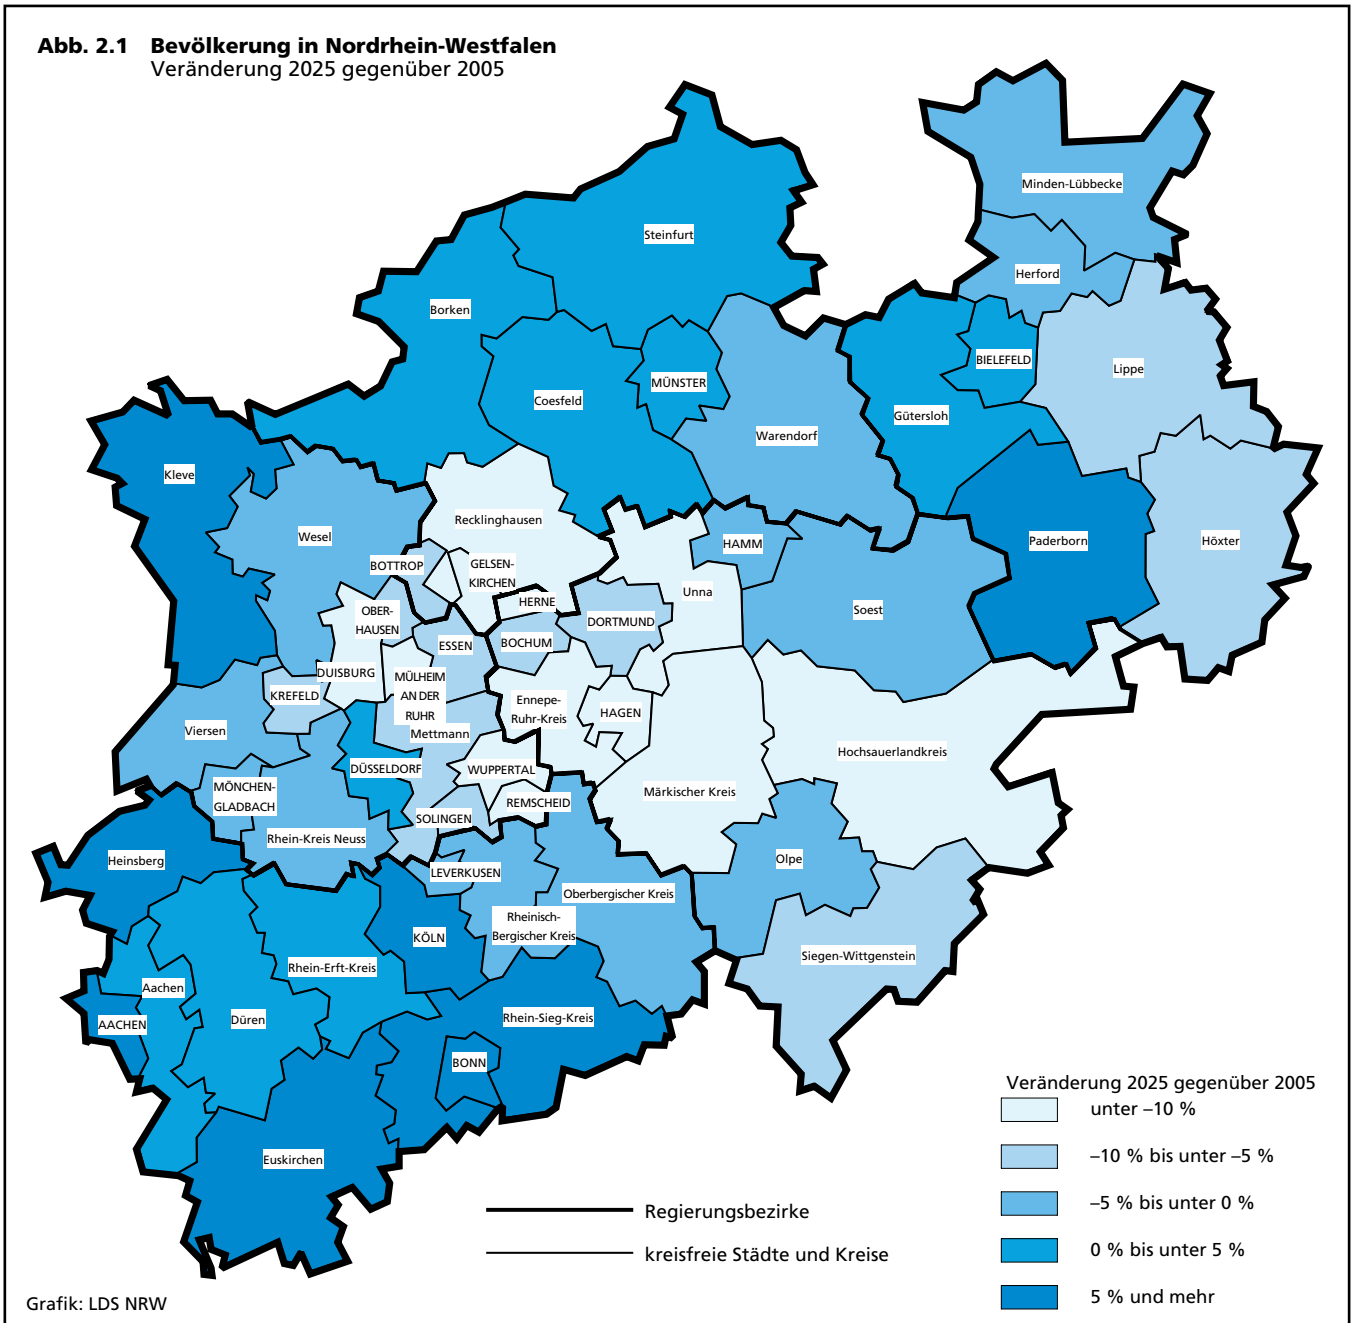 Abb. 2.1 Bevölkerung in Nordrhein-Westfalen
Veränderung 2025 gegenüber 2005
Minden-Lübbecke
Steinfurt
Herford
Borken
BIELEFELD
Lippe
MÜNSTER
Coesfeld
Gütersloh
Warendorf
Kleve
Recklinghausen
Wesel
HAMM
Paderborn
Höxter
BOTTROP
GELSEN-
KIRCHEN
Unna
HERNE
OBER-
HAUSEN
Soest
DORTMUND
ESSEN
BOCHUM
DUISBURG
MÜLHEIM
AN DER
RUHR
KREFELD
Ennepe-
Ruhr-Kreis
HAGEN
Viersen
Mettmann
Hochsauerlandkreis
DÜSSELDORF
WUPPERTAL
MÖNCHEN-
GLADBACH
Märkischer Kreis
REMSCHEID
SOLINGEN
Rhein-Kreis Neuss
Heinsberg
Olpe
LEVERKUSEN
Oberbergischer Kreis
Rheinisch-
Bergischer Kreis
KÖLN
Siegen-Wittgenstein
Rhein-Erft-Kreis
Aachen
Rhein-Sieg-Kreis
AACHEN
Düren
BONN
Euskirchen
Veränderung 2025 gegenüber 2005
unter –10 %
–10 % bis unter –5 %
–5 % bis unter 0 %
0 % bis unter 5 %
5 % und mehr
Regierungsbezirke
kreisfreie Städte und Kreise
Grafik: LDS NRW